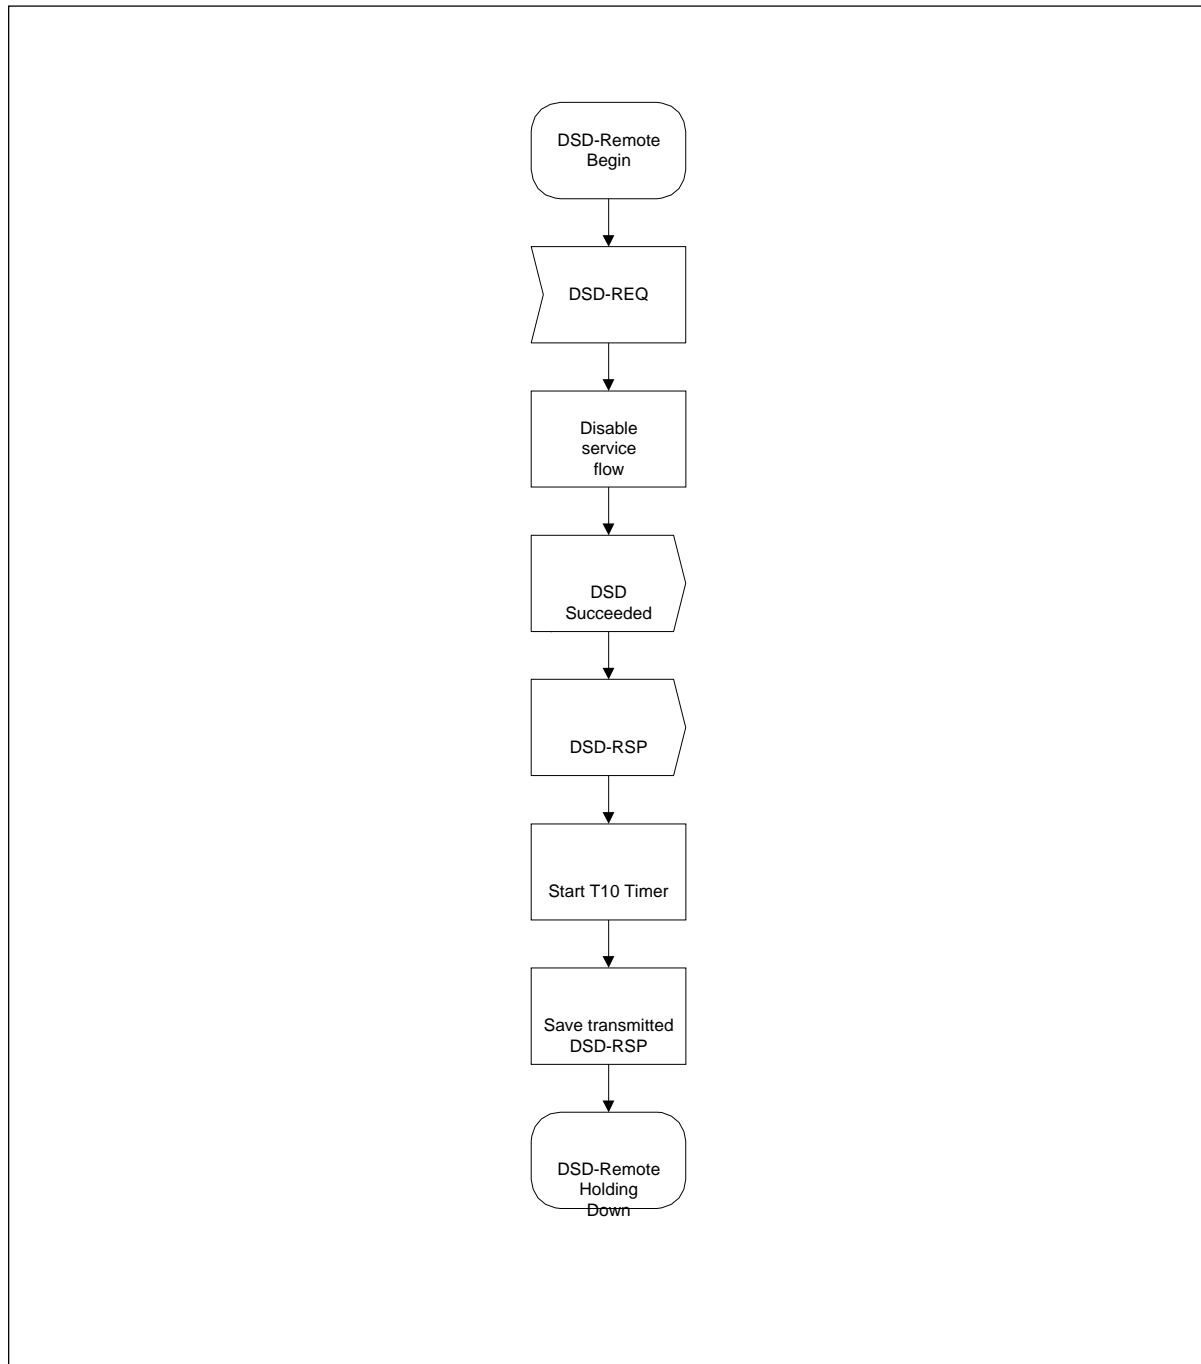 DSD-Remote
Begin
DSD-REQ
Disable
service
flow
DSD
Succeeded
DSD-RSP
Start T10 Timer
Save transmitted
DSD-RSP
DSD-Remote
Holding
Down